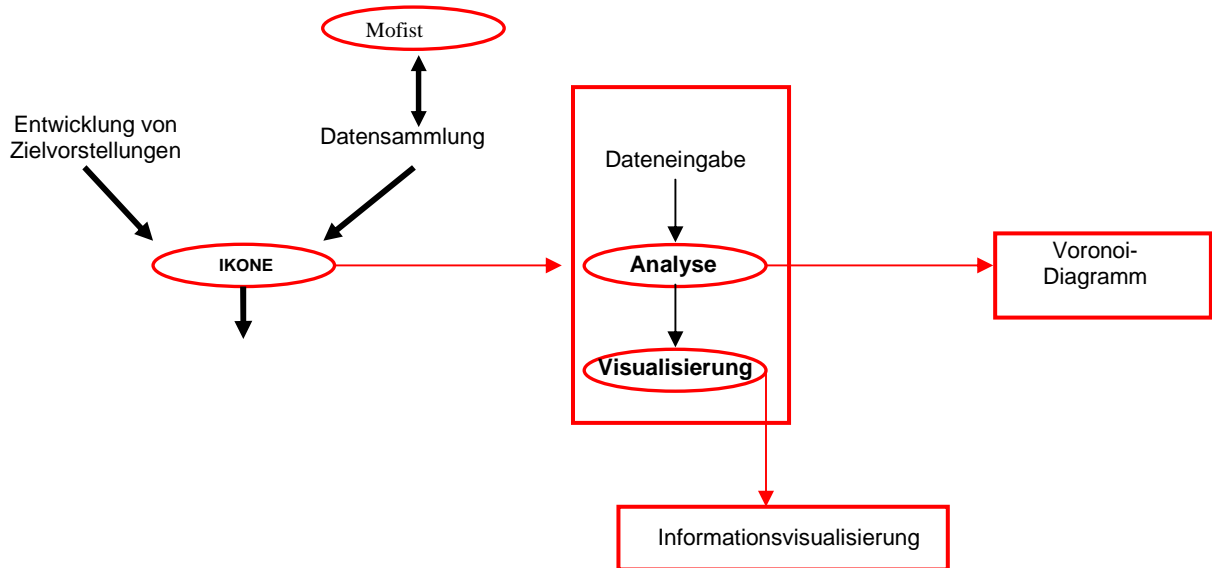 Mofist
Entwicklung von
Zielvorstellungen
Datensammlung
Dateneingabe
IKONE
Analyse
Voronoi-
Diagramm
Visualisierung
Informationsvisualisierung